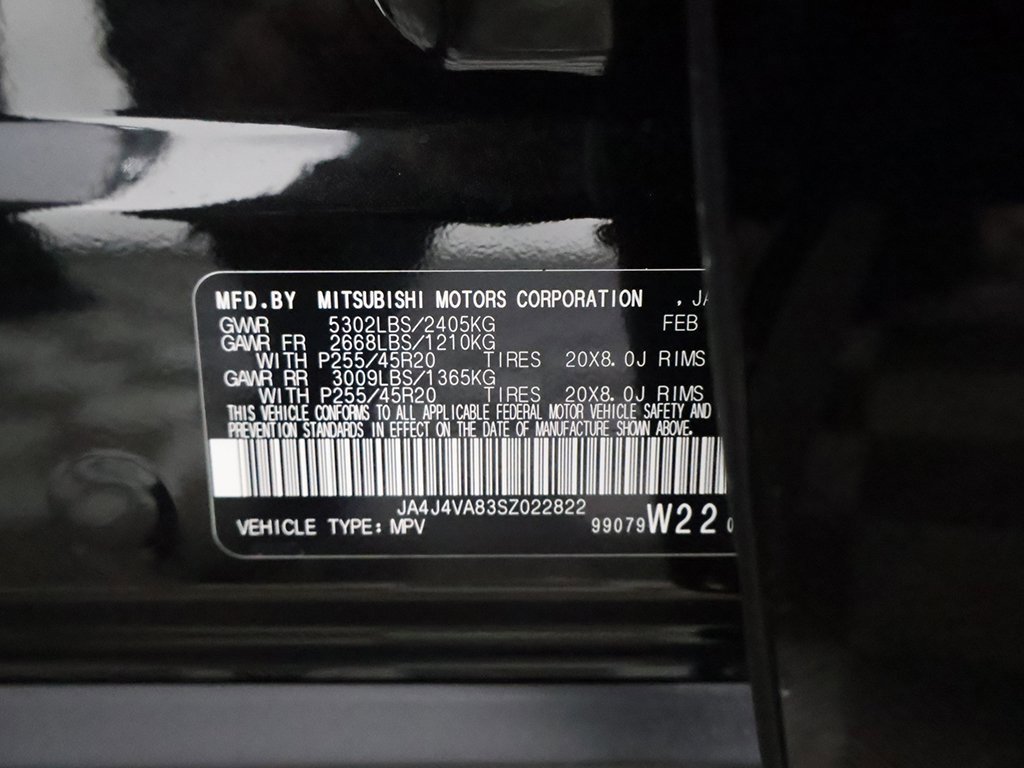 MFD.BY MITSUBISHI MOTORS CORPORATION , JA
GVWR 5302LBS/2405KG FEB
GAWR FR 2668LBS/1210KG
WITH P255/45R20 TIRES 20X8.0J RIMS
GAWR RR 3009LBS/1365KG
WITH P255/45R20 TIRES 20X8.0J RIMS
THIS VEHICLE CONFORMS TO ALL APPLICABLE FEDERAL MOTOR VEHICLE SAFETY AND
PREVENTION STANDARDS IN EFFECT ON THE DATE OF MANUFACTURE SHOWN ABOVE.
JA4J4VA83SZ022822
VEHICLE TYPE: MPV 99079 W22